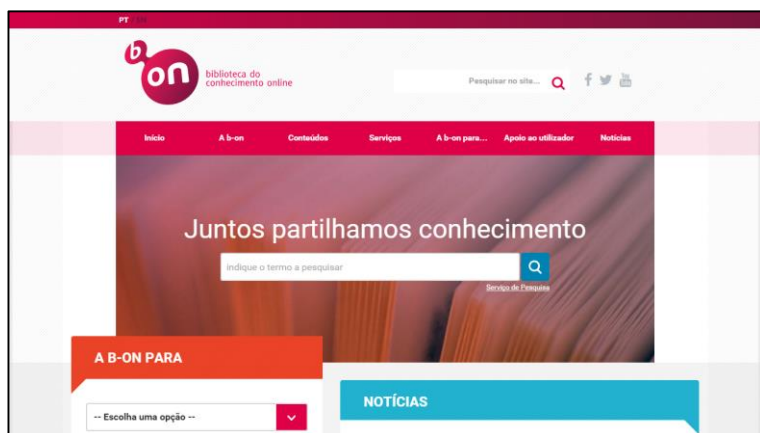 PT / EN
b
on
biblioteca do
conhecimento online
Pesquisar no site...
Início A b-on Conteúdos Serviços A b-on para... Apoio ao utilizador Notícias
Juntos partilhamos conhecimento
indique o termo a pesquisar
Serviço de Pesquisa
A B-ON PARA
-- Escolha uma opção --
NOTÍCIAS